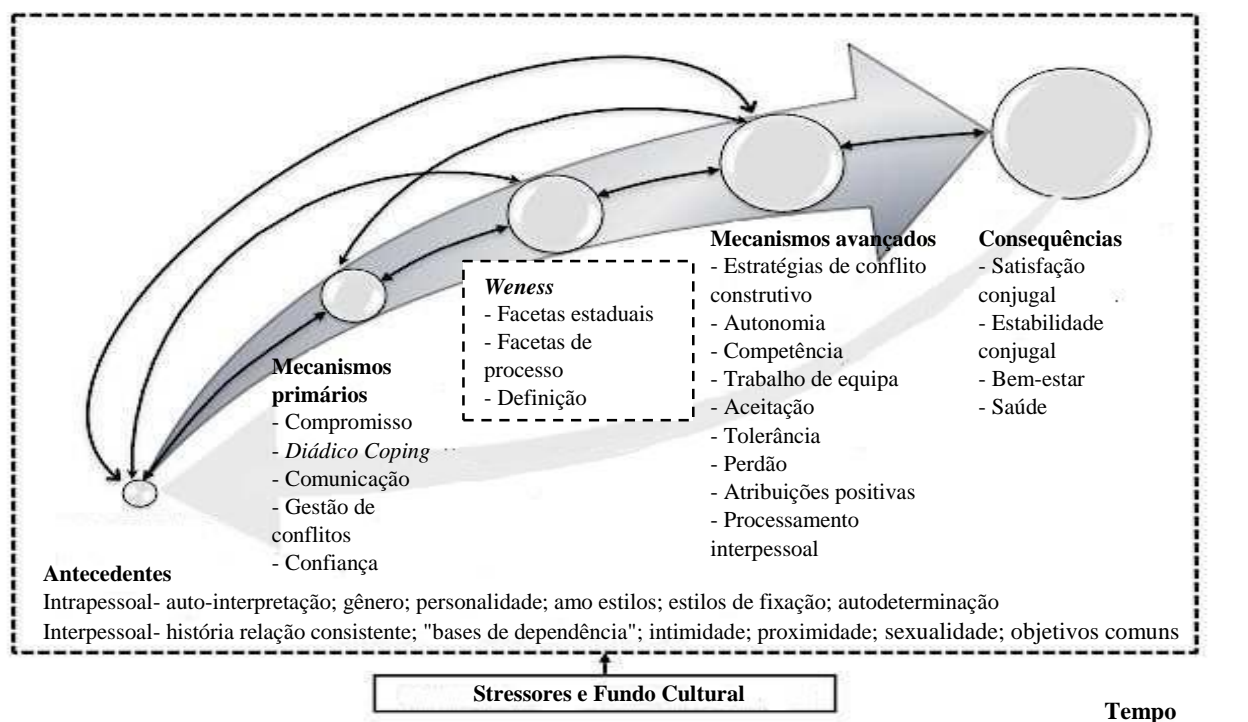 Weness
- Facetas estaduais
- Facetas de
processo
- Definição
Mecanismos avançados
- Estratégias de conflito
construtivo
- Autonomia
- Competência
- Trabalho de equipa
- Aceitação
- Tolerância
- Perdão
- Atribuições positivas
- Processamento
interpessoal
Consequências
- Satisfação
conjugal
- Estabilidade
conjugal
- Bem-estar
- Saúde
Mecanismos
primários
- Compromisso
- Diádico Coping
- Comunicação
- Gestão de
conflitos
- Confiança
Antecedentes
Intrapessoal- auto-interpretação; gênero; personalidade; amo estilos; estilos de fixação; autodeterminação
Interpessoal- história relação consistente; "bases de dependência"; intimidade; proximidade; sexualidade; objetivos comuns
Stressores e Fundo Cultural
Tempo